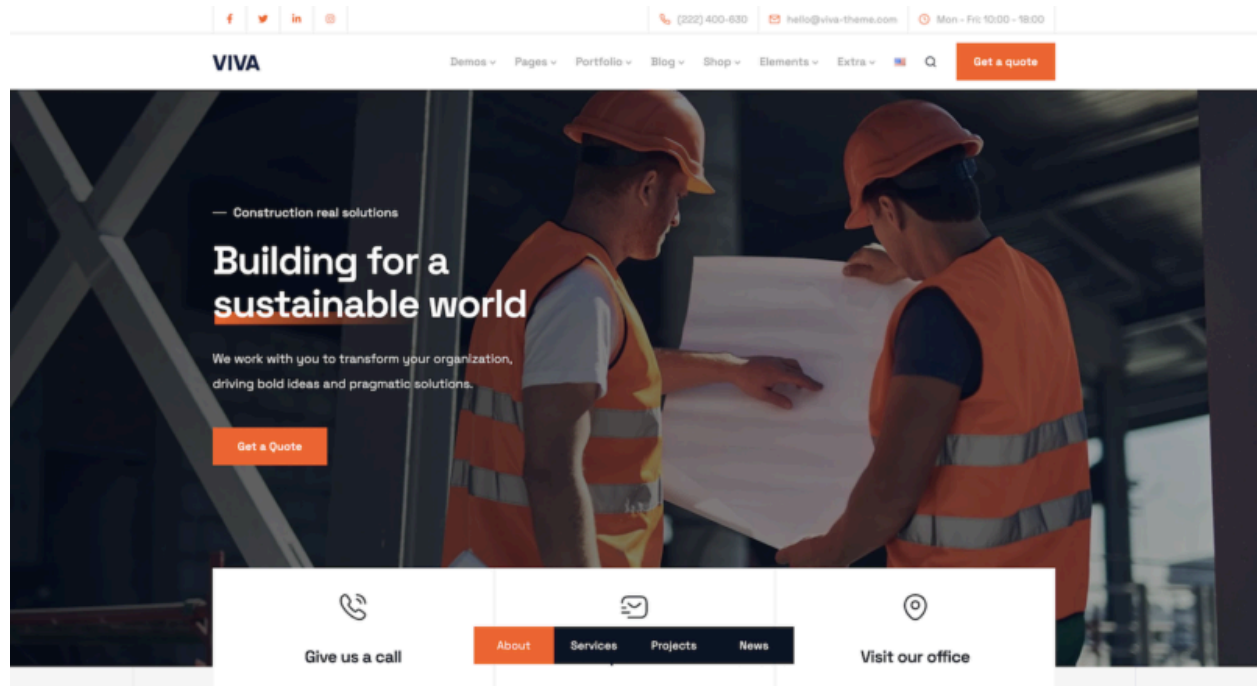 (222) 400-630
hello@viva-theme.com
Mon - Fri: 10:00 - 18:00
VIVA
Demos
Pages
Portfolio
Blog
Shop
Elements
Extra
Get a quote
— Construction real solutions
Building for a
sustainable world
We work with you to transform your organization,
driving bold ideas and pragmatic solutions.
Get a Quote
Give us a call
Visit our office
About
Services
Projects
News